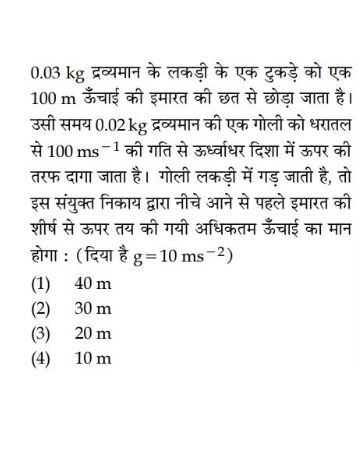 0.03 kg द्रव्यमान के लकड़ी के एक टुकड़े को एक
100 m ऊँचाई की इमारत की छत से छोड़ा जाता है।
उसी समय 0.02 kg द्रव्यमान की एक गोली को धरातल
से 100 ms⁻¹ की गति से ऊर्ध्वाधर दिशा में ऊपर की
तरफ दागा जाता है। गोली लकड़ी में गड़ जाती है, तो
इस संयुक्त निकाय द्वारा नीचे आने से पहले इमारत की
शीर्ष से ऊपर तय की गयी अधिकतम ऊँचाई का मान
होगा : (दिया है g=10 ms⁻²)
(1) 40 m
(2) 30 m
(3) 20 m
(4) 10 m